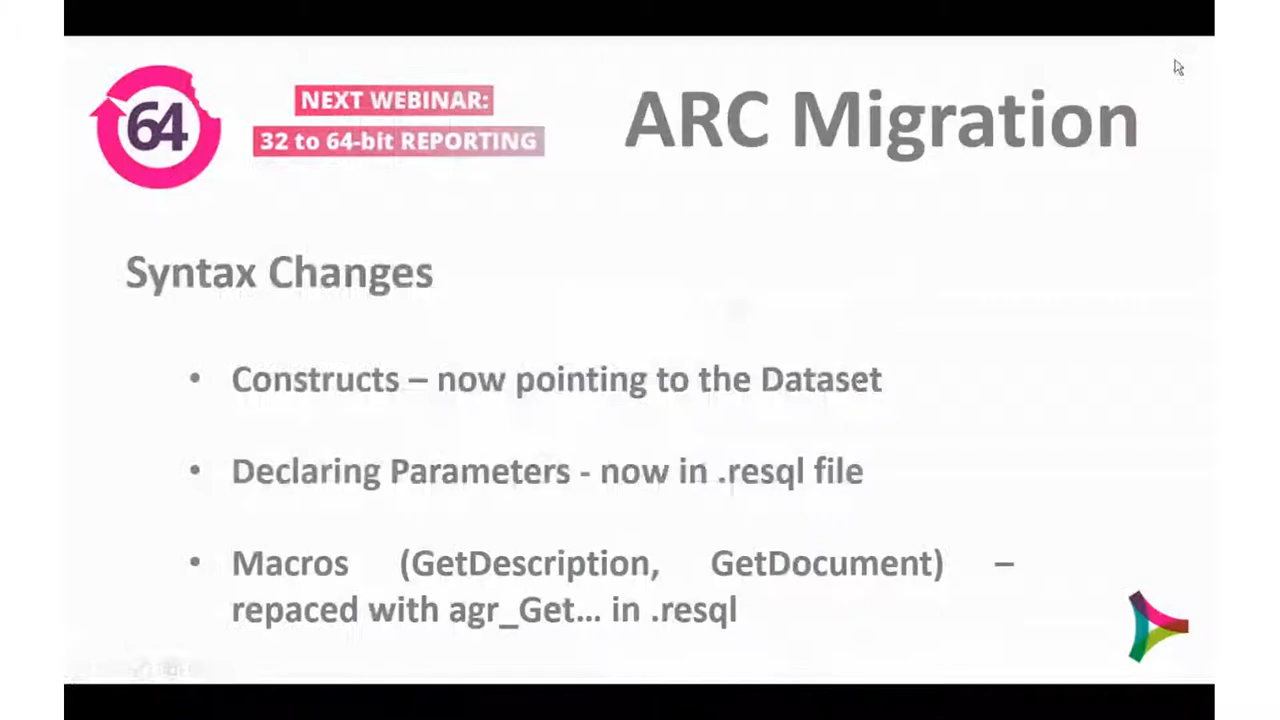 64
NEXT WEBINAR:
32 to 64-bit REPORTING
ARC Migration
Syntax Changes
• Constructs – now pointing to the Dataset
• Declaring Parameters - now in .resql file
• Macros (GetDescription, GetDocument) –
repaced with agr_Get... in .resql